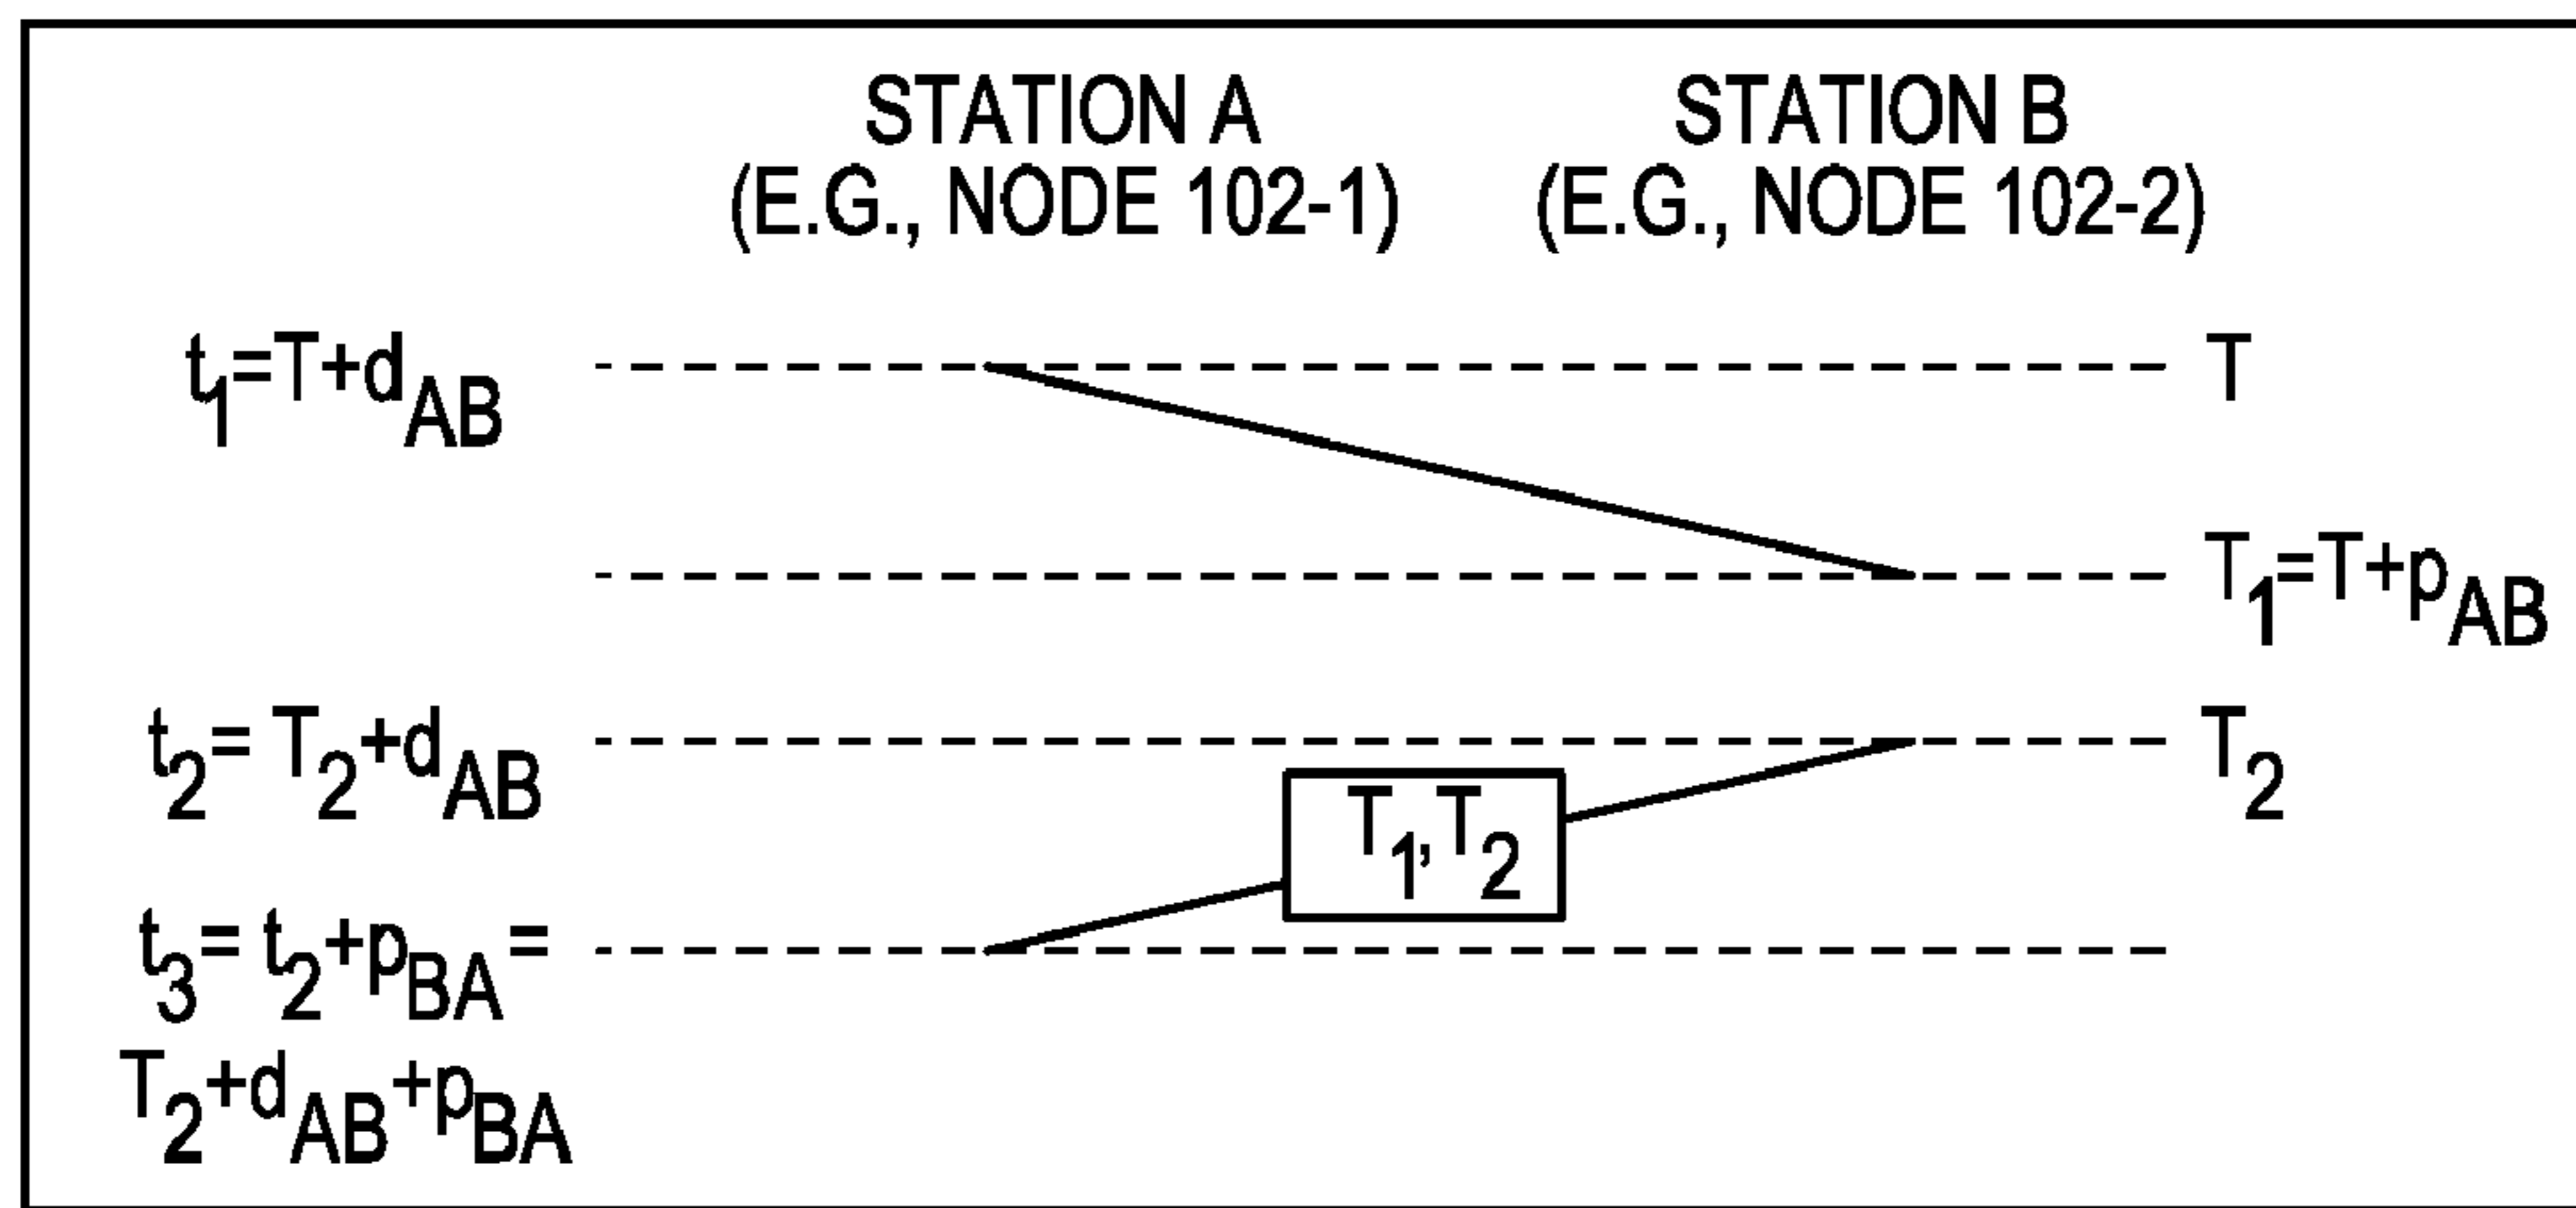 STATION A STATION B
(E.G., NODE 102-1) (E.G., NODE 102-2)
t1=T+dAB T
T1=T+pAB
t2= T2+dAB T2
T1,T2
t3= t2+pBA=
T2+dAB+pBA